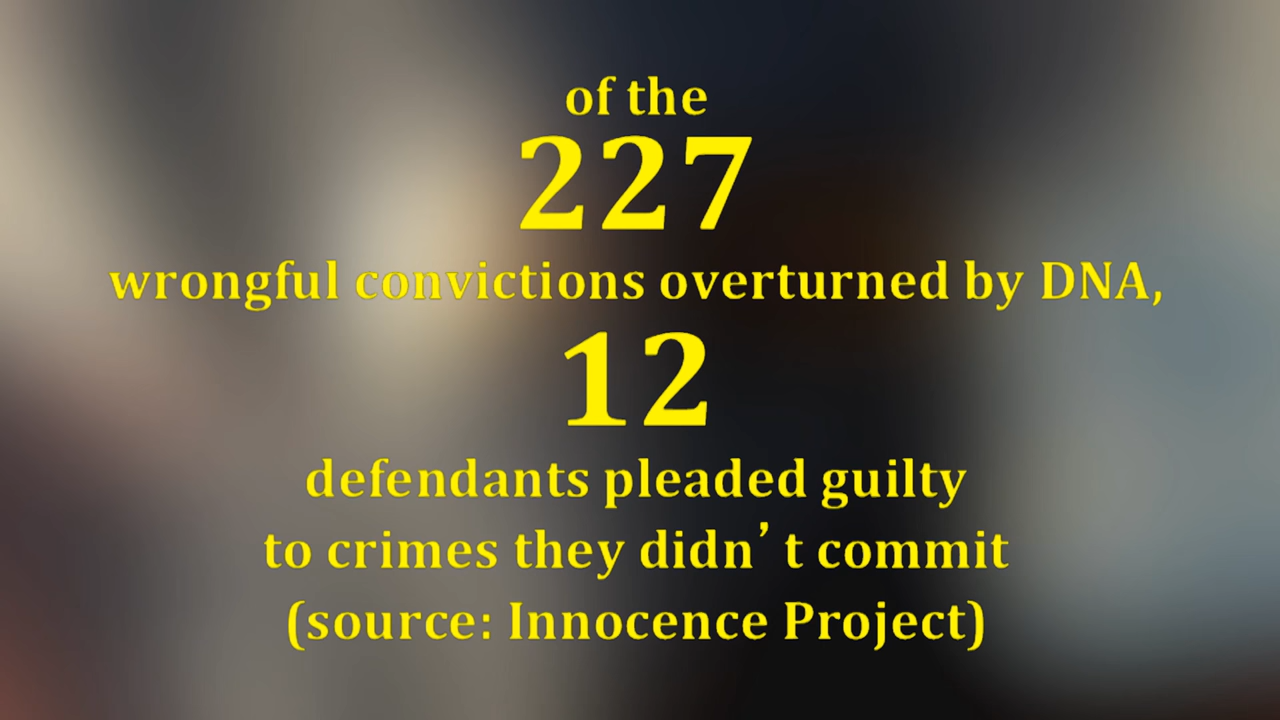 of the
227
wrongful convictions overturned by DNA,
12
defendants pleaded guilty
to crimes they didn’t commit
(source: Innocence Project)